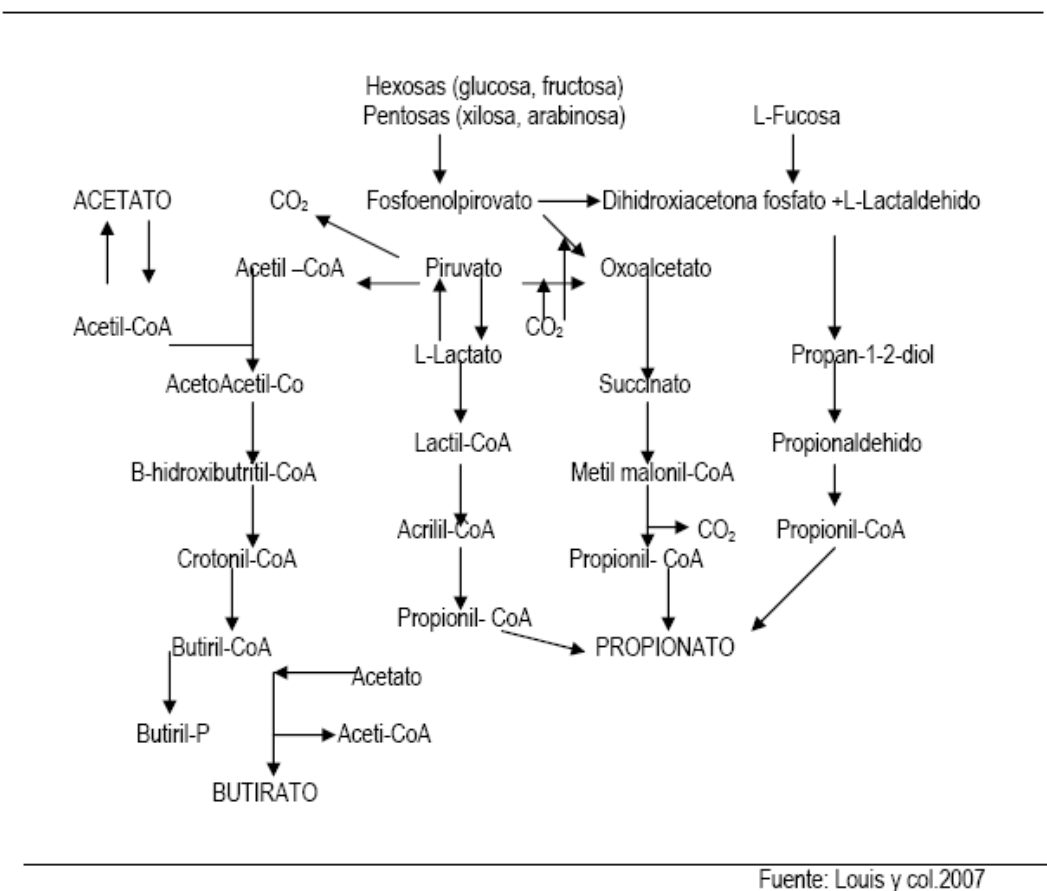 Hexosas (glucosa, fructosa)
Pentosas (xilosa, arabinosa)
L-Fucosa
ACETATO
CO₂
Fosfoenolpirovato
Dihidroxiacetona fosfato +L-Lactaldehido
Acetil –CoA
Piruvato
Oxoalcetato
Acetil-CoA
CO₂
L-Lactato
Propan-1-2-diol
AcetoAcetil-Co
Succinato
Lactil-CoA
Propionaldehido
B-hidroxibutritil-CoA
Metil malonil-CoA
Acrilil-CoA
CO₂
Propionil-CoA
Crotonil-CoA
Propionil- CoA
Propionil- CoA
Butiril-CoA
PROPIONATO
Acetato
Butiril-P
Aceti-CoA
BUTIRATO
Fuente: Louis y col.2007